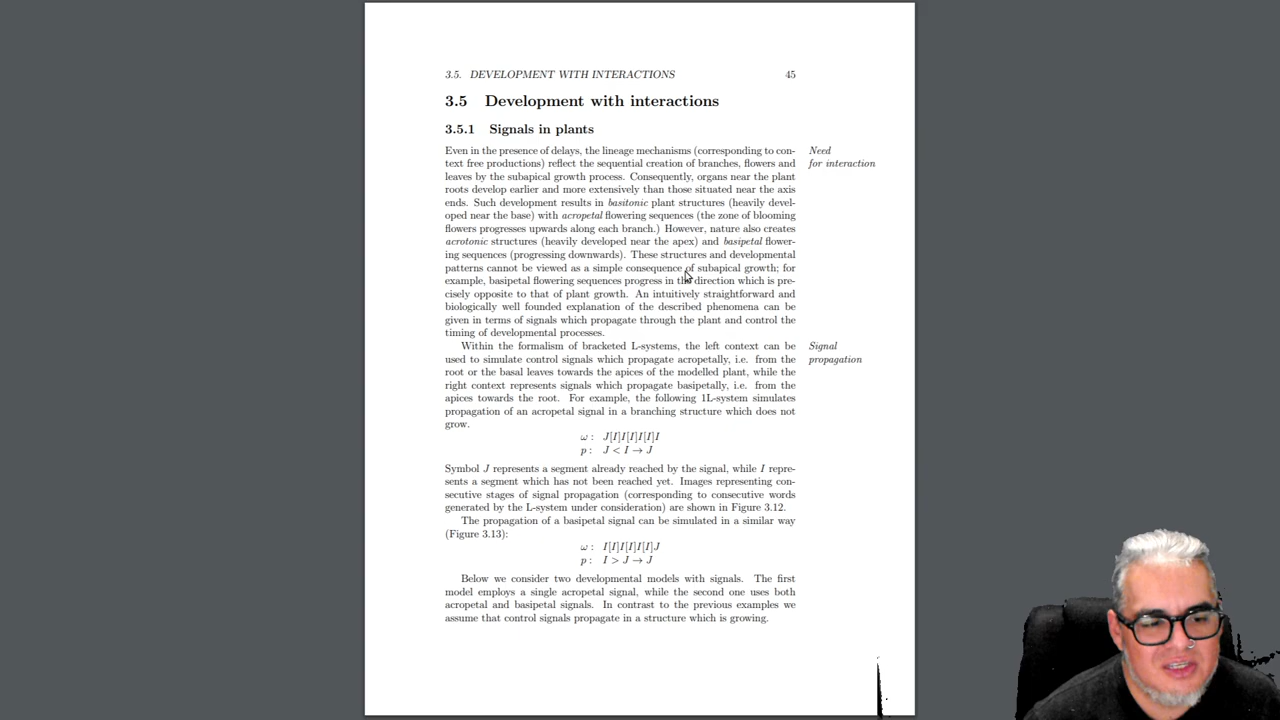 3.5. DEVELOPMENT WITH INTERACTIONS 45
3.5 Development with interactions
3.5.1 Signals in plants
Even in the presence of delays, the lineage mechanisms (corresponding to con-
text free productions) reflect the sequential creation of branches, flowers and
leaves by the subapical growth process. Consequently, organs near the plant
roots develop earlier and more extensively than those situated near the axis
ends. Such development results in basitonic plant structures (heavily devel-
oped near the base) with acropetal flowering sequences (the zone of blooming
flowers progresses upwards along each branch.) However, nature also creates
acrotonic structures (heavily developed near the apex) and basipetal flower-
ing sequences (progressing downwards). These structures and developmental
patterns cannot be viewed as a simple consequence of subapical growth; for
example, basipetal flowering sequences progress in the direction which is pre-
cisely opposite to that of plant growth. An intuitively straightforward and
biologically well founded explanation of the described phenomena can be
given in terms of signals which propagate through the plant and control the
timing of developmental processes.
Need
for interaction
Within the formalism of bracketed L-systems, the left context can be
used to simulate control signals which propagate acropetally, i.e. from the
root or the basal leaves towards the apices of the modelled plant, while the
right context represents signals which propagate basipetally, i.e. from the
apices towards the root. For example, the following 1L-system simulates
propagation of an acropetal signal in a branching structure which does not
grow.
Signal
propagation
ω : J[I]I[I]I[I]I[I]I
p : J < I → J
Symbol J represents a segment already reached by the signal, while I repre-
sents a segment which has not been reached yet. Images representing con-
secutive stages of signal propagation (corresponding to consecutive words
generated by the L-system under consideration) are shown in Figure 3.12.
The propagation of a basipetal signal can be simulated in a similar way
(Figure 3.13):
ω : I[I]I[I]I[I]I[I]J
p : I > J → J
Below we consider two developmental models with signals. The first
model employs a single acropetal signal, while the second one uses both
acropetal and basipetal signals. In contrast to the previous examples we
assume that control signals propagate in a structure which is growing.